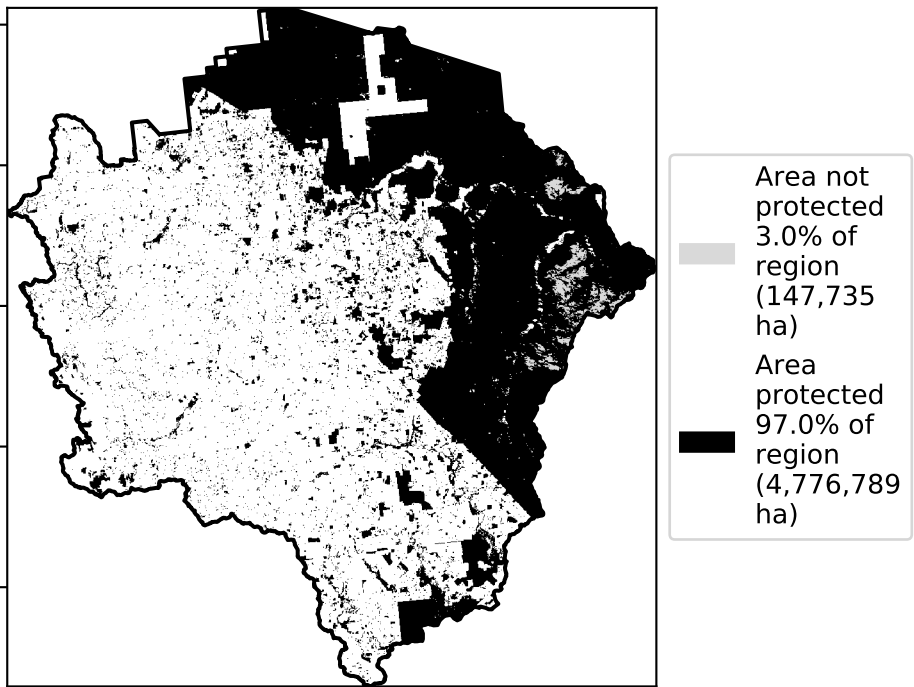 Area not
protected
3.0% of
region
(147,735
ha)
Area
protected
97.0% of
region
(4,776,789
ha)